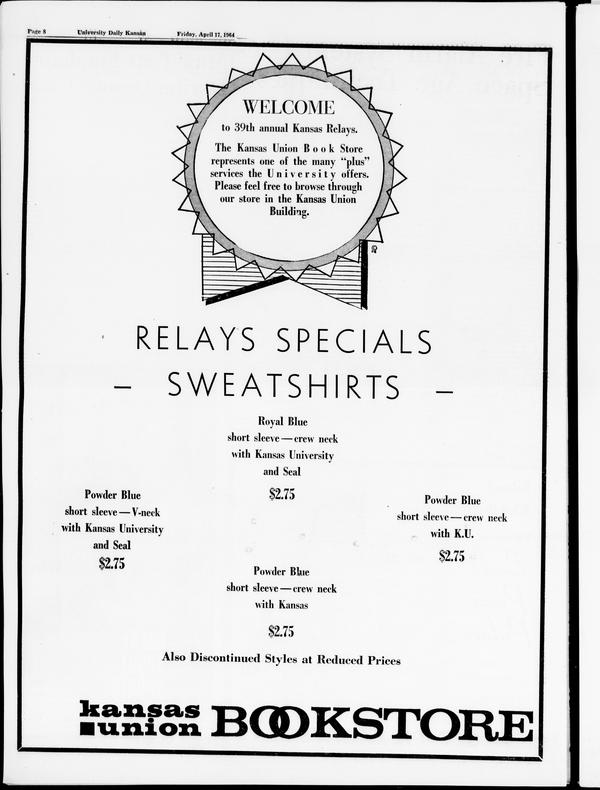 Page 8 University Daily Kansan Friday, April 17, 1964
WELCOME
to 39th annual Kansas Relays.
The Kansas Union Book Store
represents one of the many "plus"
services the University offers.
Please feel free to browse through
our store in the Kansas Union
Building.
RELAYS SPECIALS
— SWEATSHIRTS —
Royal Blue
short sleeve — crew neck
with Kansas University
and Seal
$2.75
Powder Blue
short sleeve — V-neck
with Kansas University
and Seal
$2.75
Powder Blue
short sleeve — crew neck
with K.U.
$2.75
Powder Blue
short sleeve — crew neck
with Kansas
$2.75
Also Discontinued Styles at Reduced Prices
kansas
union BOOKSTORE